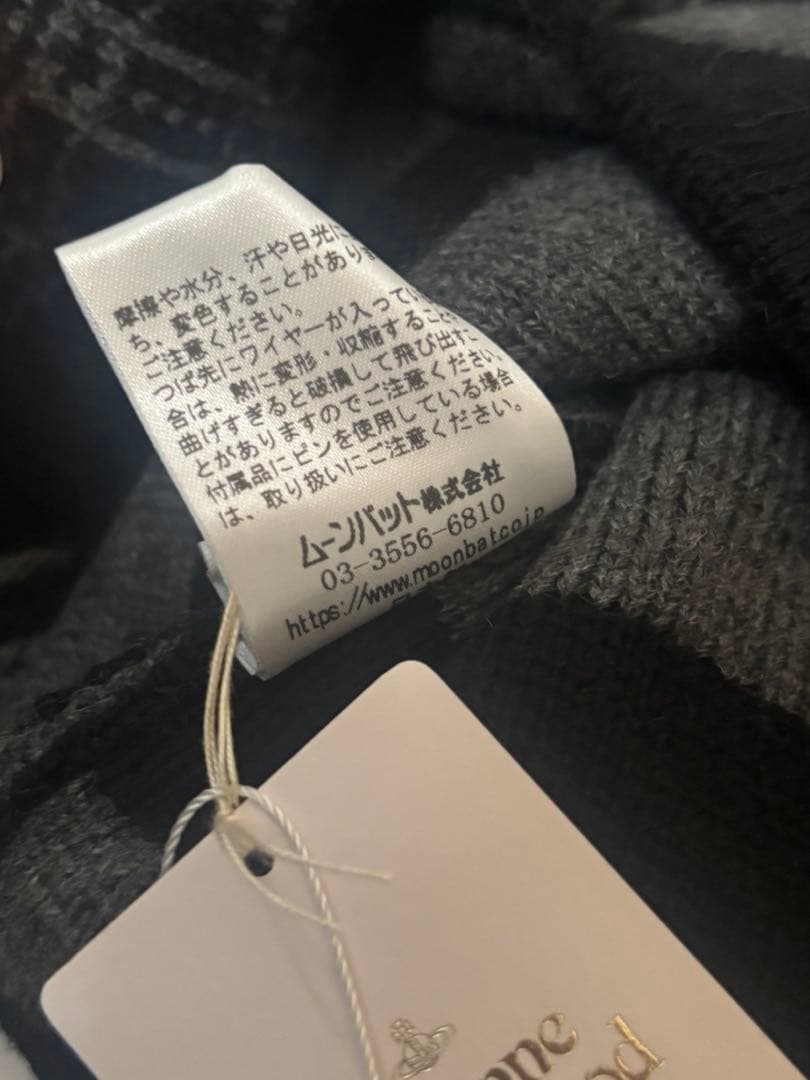 摩擦や水分、汗や日光に
ち、変色することがあり
ご注意ください。
つば先にワイヤーが入ってい
合は、熱に変形・収縮すること
曲げすぎると破損して飛び出すこ
とがありますのでご注意ください。
付属品にピンを使用している場合
は、取り扱いにご注意ください。
ムーンバット株式会社
03-3556-6810
https://www.moonbat.co.jp
ne
d